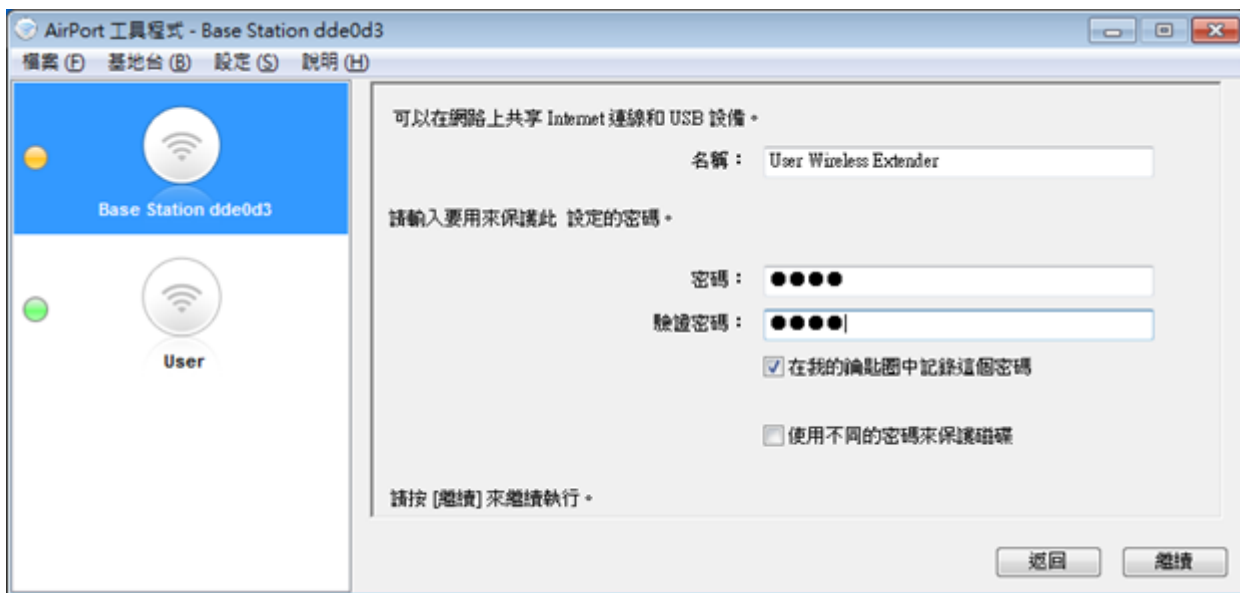 AirPort 工具程式 - Base Station dde0d3
檔案(F) 基地台(B) 設定(S) 說明(H)
Base Station dde0d3
User
可以在網路上共享 Internet 連線和 USB 設備。
名稱： User Wireless Extender
請輸入要用來保護此 設定的密碼。
密碼： ●●●●
驗證密碼： ●●●●
在我的鑰匙圈中記錄這個密碼
使用不同的密碼來保護磁碟
請按 [繼續] 來繼續執行。
返回 繼續